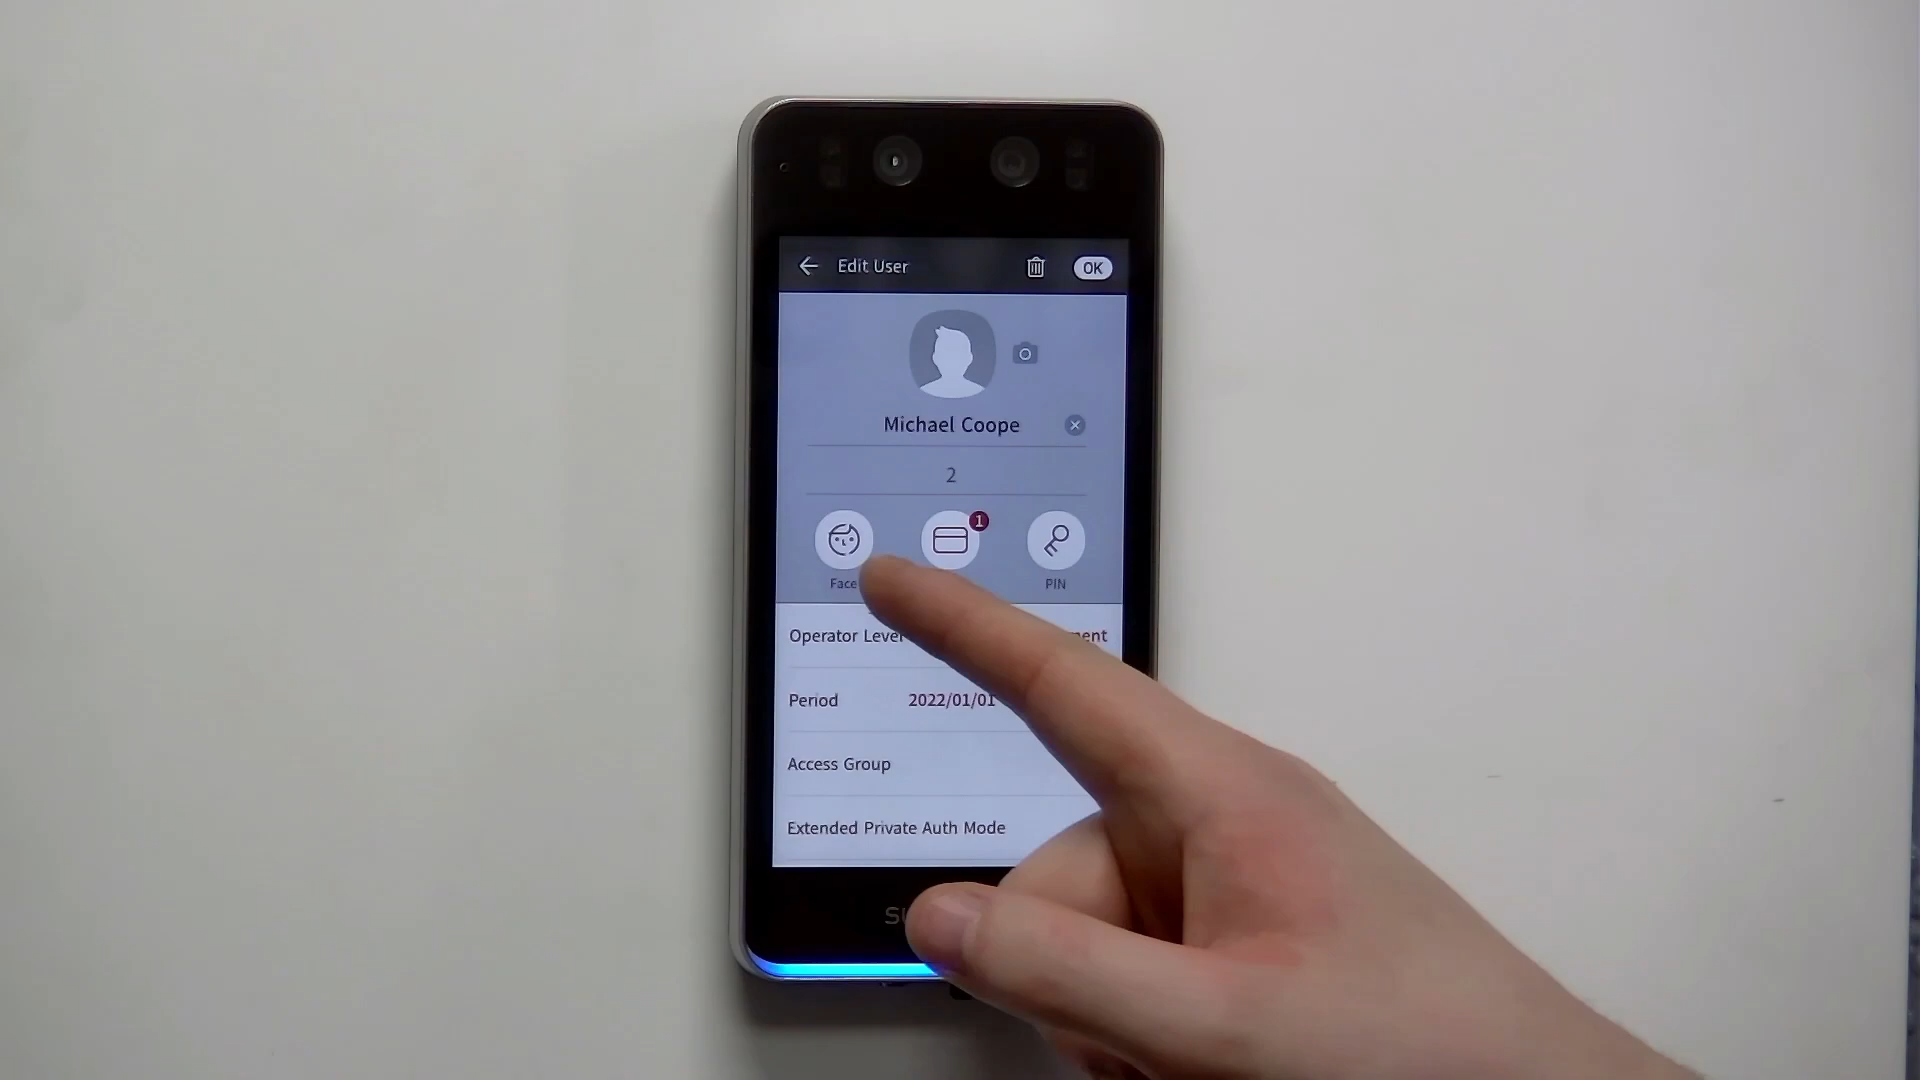 Edit User OK
Michael Coope
2
1
Face PIN
Operator Level
Period 2022/01/01
Access Group
Extended Private Auth Mode